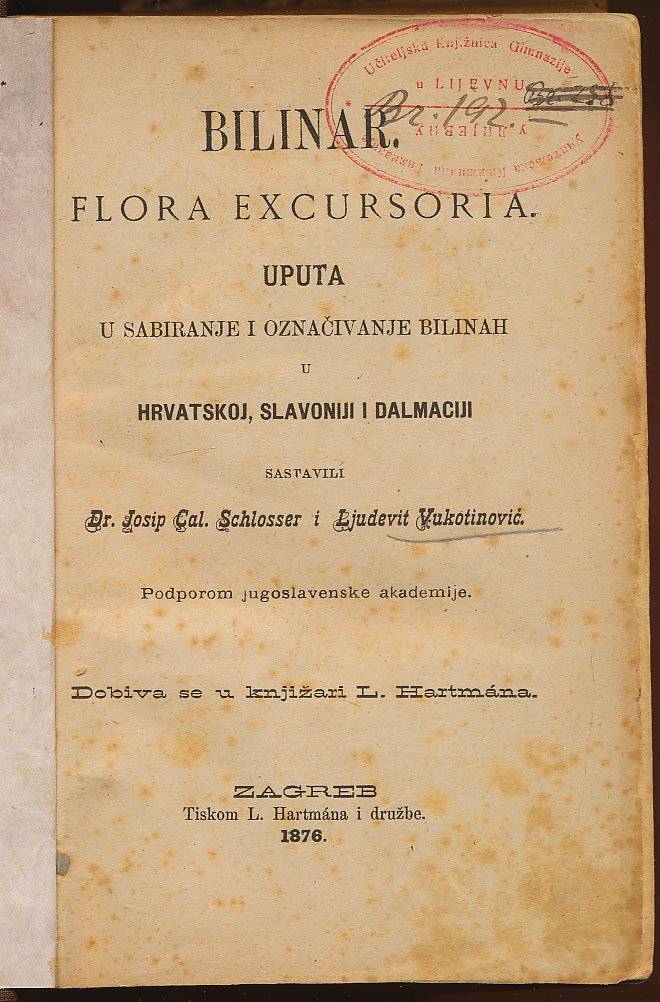 Učiteljska Knjižnica Gimnazije
u LIJEVNU
Br. 192.
У ЛИЈЕВНУ
BILINAR.
FLORA EXCURSORIA.
UPUTA
U SABIRANJE I OZNAČIVANJE BILINAH
U
HRVATSKOJ, SLAVONIJI I DALMACIJI
SASTAVILI
Dr. Josip Cal. Schlosser i Ljudevit Vukotinović.
Podporom jugoslavenske akademije.
Dobiva se u knjižari L. Hartmána.
ZAGREB
Tiskom L. Hartmána i družbe.
1876.